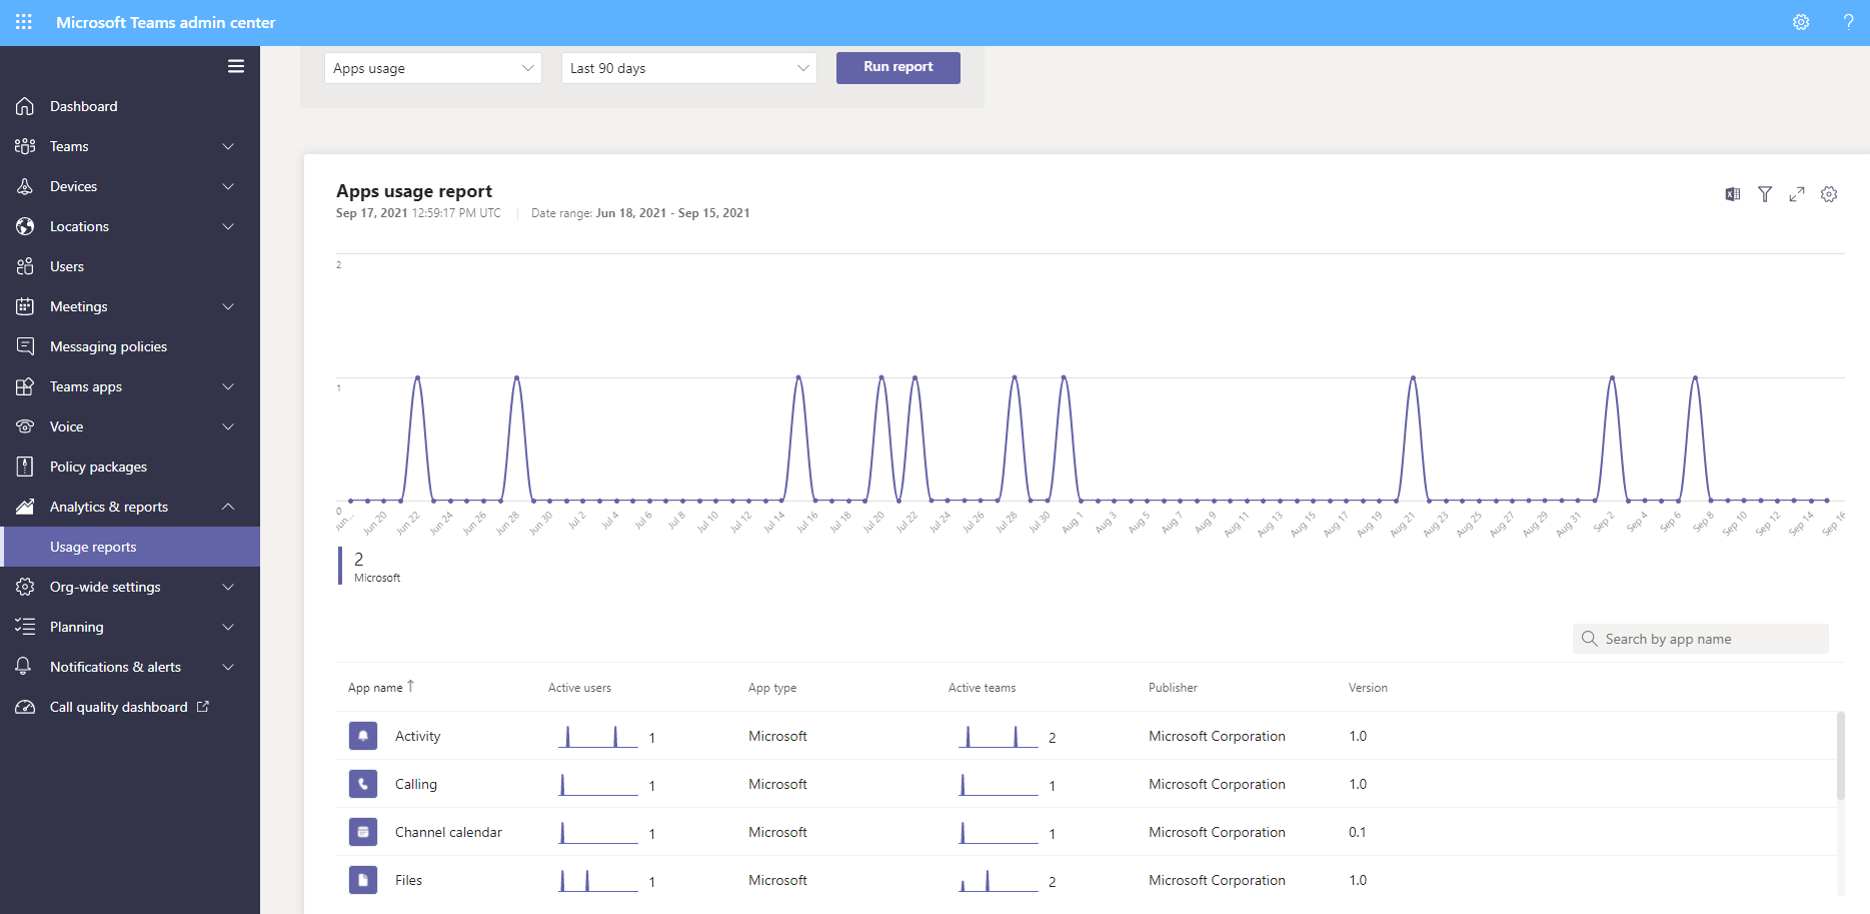 Microsoft Teams admin center
?
Apps usage
Last 90 days
Run report
Dashboard
Teams
Devices
Locations
Users
Meetings
Messaging policies
Teams apps
Voice
Policy packages
Analytics & reports
Usage reports
Org-wide settings
Planning
Notifications & alerts
Call quality dashboard
Apps usage report
Sep 17, 2021 12:59:17 PM UTC | Date range: Jun 18, 2021 - Sep 15, 2021
2
1
0
Jun... Jun 20 Jun 22 Jun 24 Jun 26 Jun 28 Jun 30 Jul 2 Jul 4 Jul 6 Jul 8 Jul 10 Jul 12 Jul 14 Jul 16 Jul 18 Jul 20 Jul 22 Jul 24 Jul 26 Jul 28 Jul 30 Aug 1 Aug 3 Aug 5 Aug 7 Aug 9 Aug 11 Aug 13 Aug 15 Aug 17 Aug 19 Aug 21 Aug 23 Aug 25 Aug 27 Aug 29 Aug 31 Sep 2 Sep 4 Sep 6 Sep 8 Sep 10 Sep 12 Sep 14 Sep 16
2
Microsoft
Search by app name
App name ↑ Active users App type Active teams Publisher Version
Activity 1 Microsoft 2 Microsoft Corporation 1.0
Calling 1 Microsoft 1 Microsoft Corporation 1.0
Channel calendar 1 Microsoft 1 Microsoft Corporation 0.1
Files 1 Microsoft 2 Microsoft Corporation 1.0